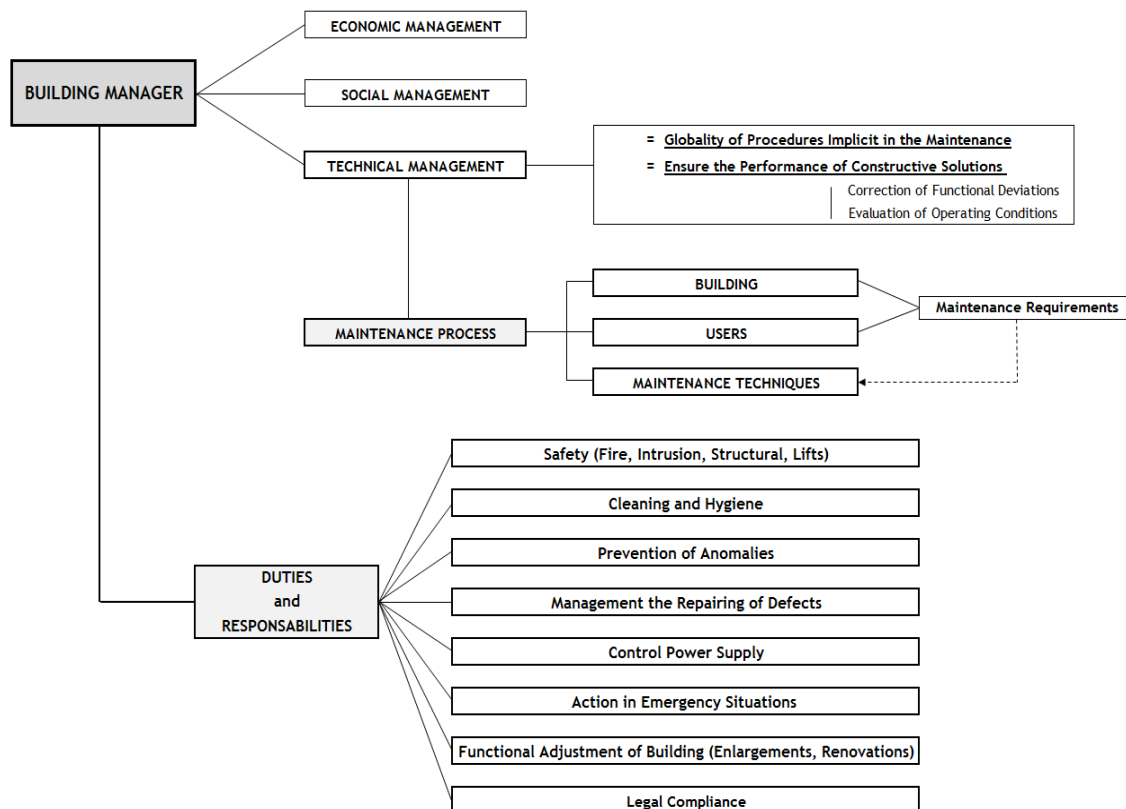 ECONOMIC MANAGEMENT
BUILDING MANAGER
SOCIAL MANAGEMENT
TECHNICAL MANAGEMENT
= Globality of Procedures Implicit in the Maintenance
= Ensure the Performance of Constructive Solutions
Correction of Functional Deviations
Evaluation of Operating Conditions
MAINTENANCE PROCESS
BUILDING
USERS
MAINTENANCE TECHNIQUES
Maintenance Requirements
DUTIES
and
RESPONSABILITIES
Safety (Fire, Intrusion, Structural, Lifts)
Cleaning and Hygiene
Prevention of Anomalies
Management the Repairing of Defects
Control Power Supply
Action in Emergency Situations
Functional Adjustment of Building (Enlargements, Renovations)
Legal Compliance